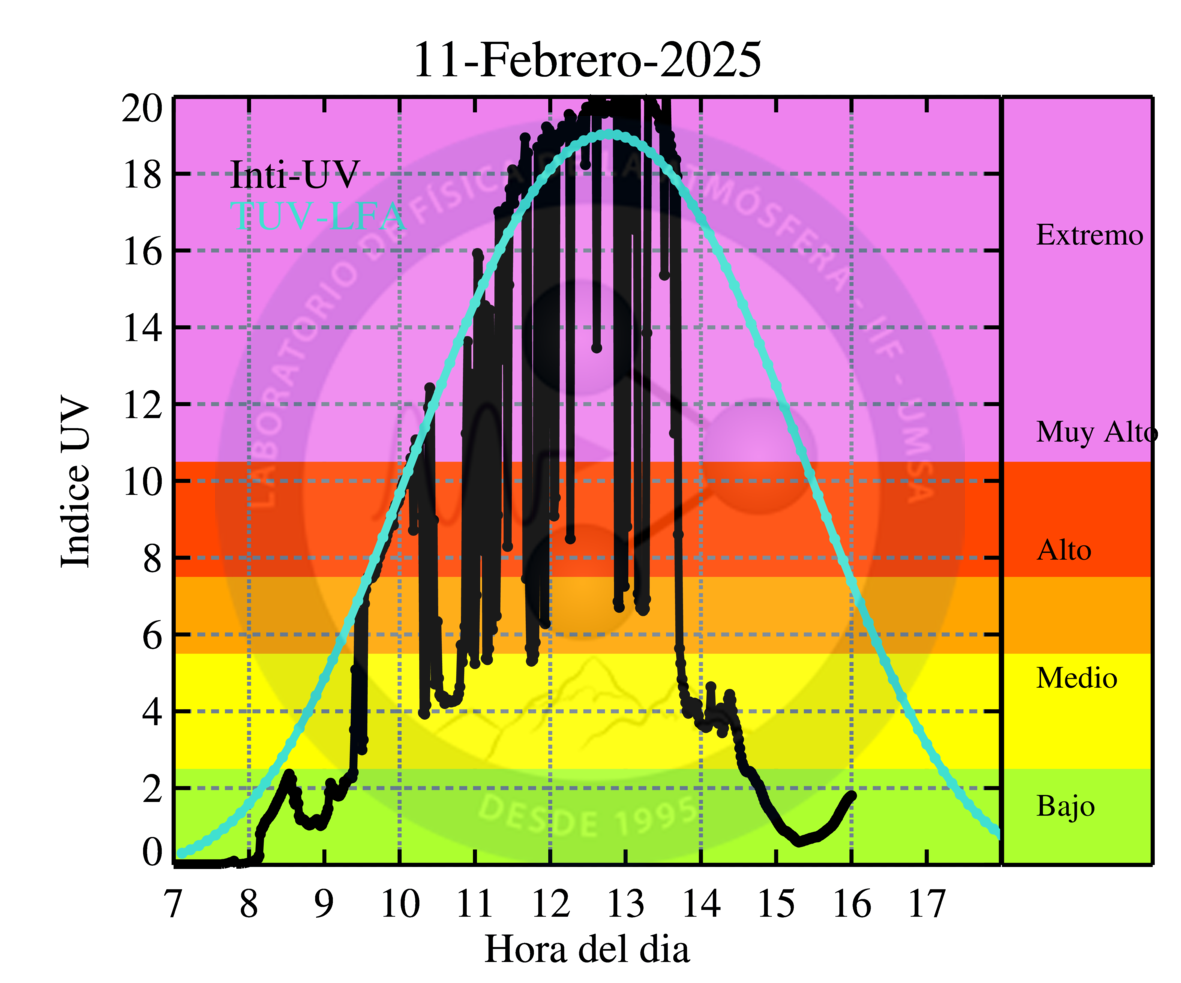 11-Febrero-2025
Inti-UV
TUV-LFA
Indice UV
20
18
16
14
12
10
8
6
4
2
0
7 8 9 10 11 12 13 14 15 16 17
Hora del dia
Extremo
Muy Alto
Alto
Medio
Bajo
LABORATORIO DE FÍSICA DE LA ATMÓSFERA - IIF - UMSA
DESDE 1995